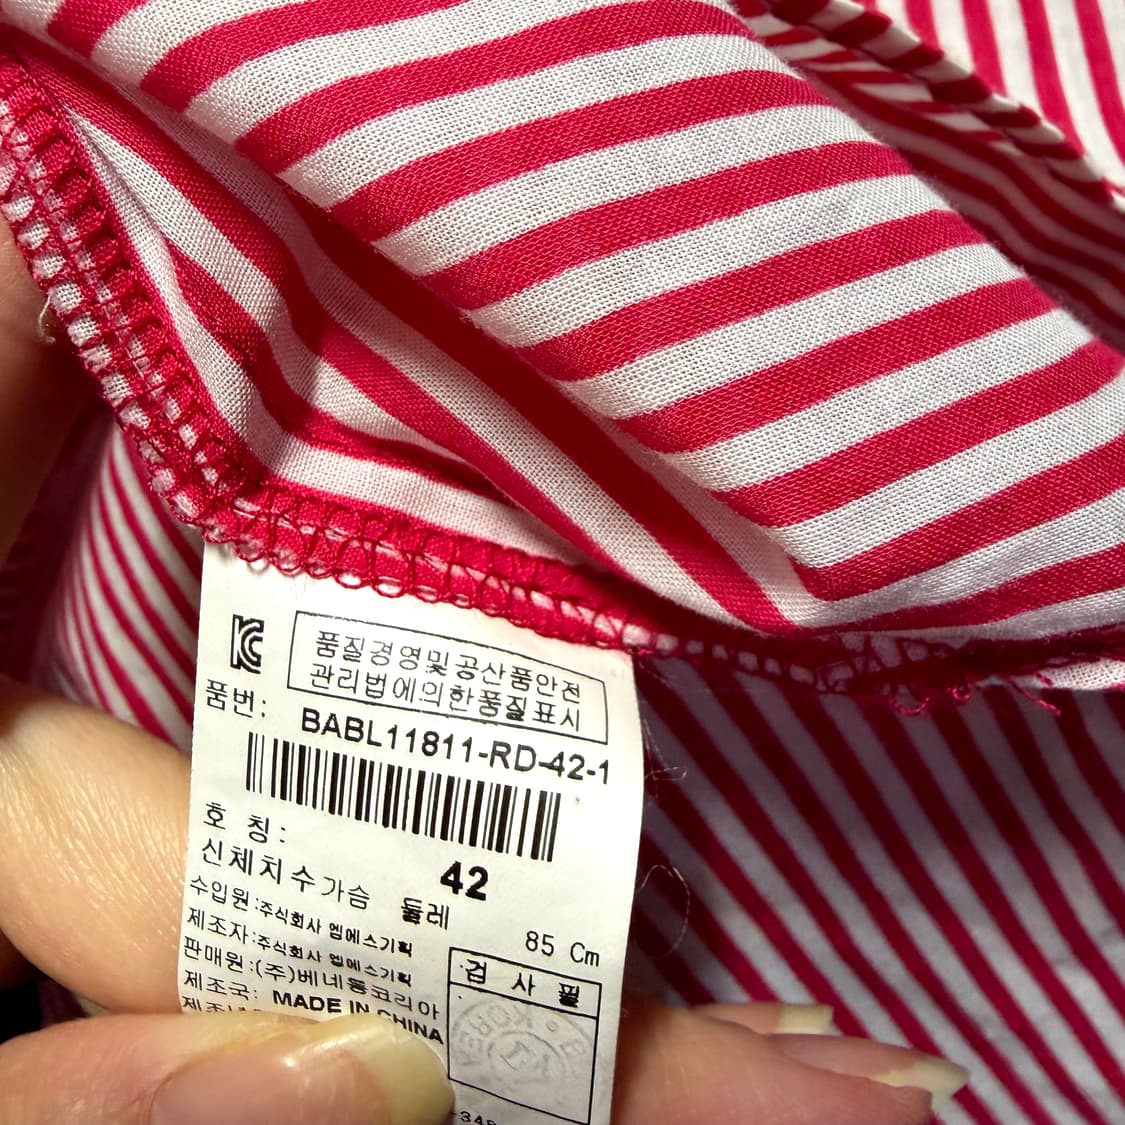 KC
품질경영및공산품안전
관리법에의한품질표시
품번: BABL11811-RD-42-1
호 칭: 42
신체치수가슴 둘레 85 Cm
수입원:주식회사 엠에스기획
제조자:주식회사 엠에스기획
판매원:(주)베네통코리아
제조국: MADE IN CHINA
검 사 필
KOREA
-348